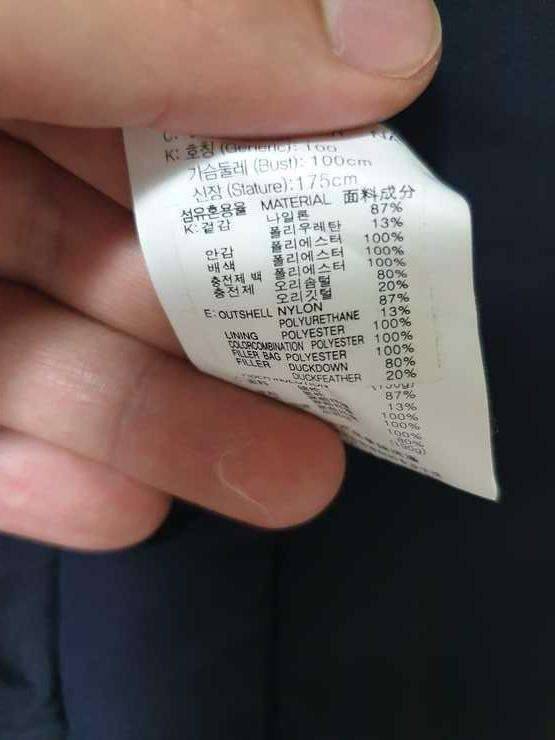 K: 호칭 (Generic): 100
가슴둘레 (Bust): 100cm
신장 (Stature): 175cm
섬유혼용율 MATERIAL 面料成分
K: 겉감 나일론 87%
폴리우레탄 13%
안감 폴리에스터 100%
배색 폴리에스터 100%
충전제 백 폴리에스터 100%
충전제 오리솜털 80%
오리깃털 20%
E: OUTSHELL NYLON 87%
POLYURETHANE 13%
LINING POLYESTER 100%
COLORCOMBINATION POLYESTER 100%
FILLER BAG POLYESTER 100%
FILLER DUCKDOWN 80%
DUCKFEATHER 20%
87%
13%
100%
100%
100%
80%